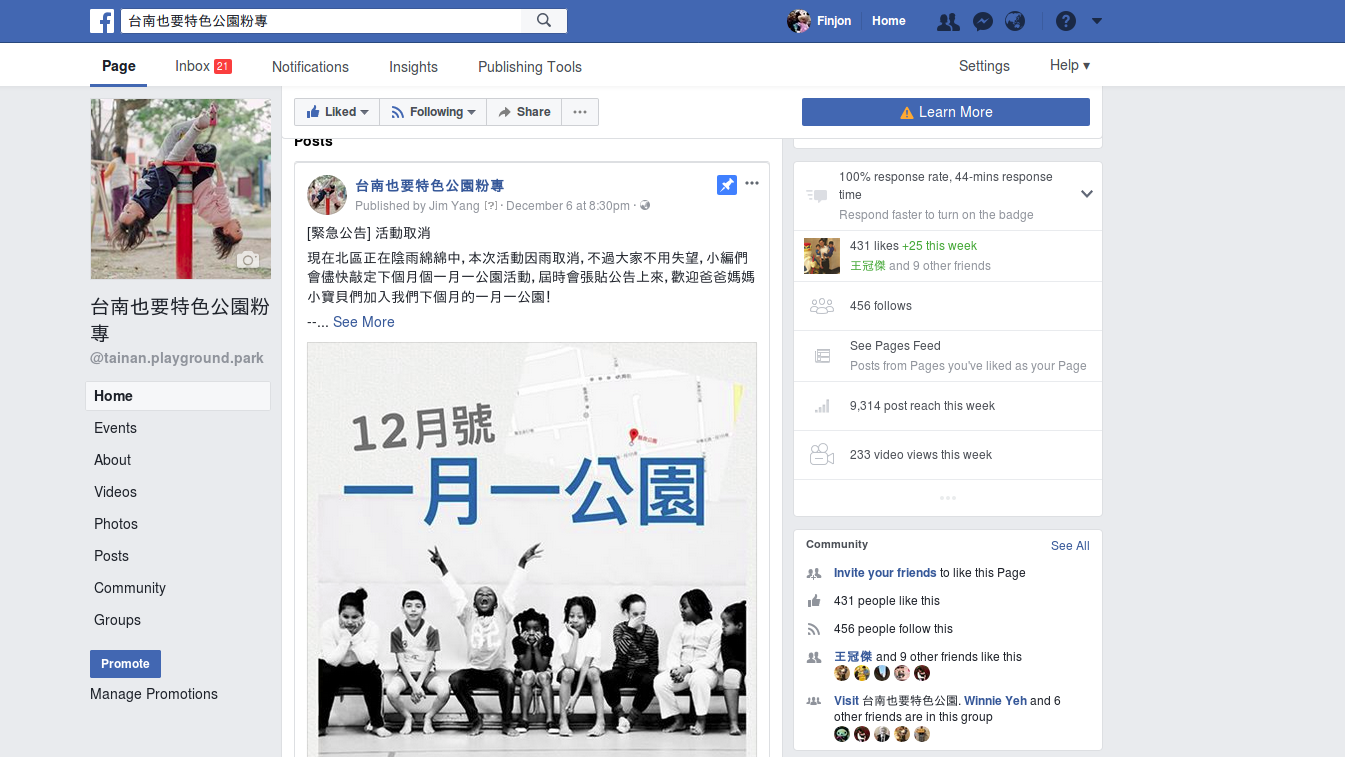 台南也要特色公園粉專
Finjon
Home
Page
Inbox 21
Notifications
Insights
Publishing Tools
Settings
Help ▾
Liked
Following
Share
Learn More
台南也要特色公園粉
專
@tainan.playground.park
Home
Events
About
Videos
Photos
Posts
Community
Groups
Promote
Manage Promotions
Posts
台南也要特色公園粉專
Published by Jim Yang [?] · December 6 at 8:30pm ·
[緊急公告] 活動取消
現在北區正在陰雨綿綿中, 本次活動因雨取消, 不過大家不用失望, 小編們
會儘快敲定下個月個一月一公園活動, 屆時會張貼公告上來, 歡迎爸爸媽媽
小寶貝們加入我們下個月的一月一公園!
--... See More
12月號
一月一公園
100% response rate, 44-mins response
time
Respond faster to turn on the badge
431 likes +25 this week
王冠傑 and 9 other friends
456 follows
See Pages Feed
Posts from Pages you've liked as your Page
9,314 post reach this week
233 video views this week
Community
See All
Invite your friends to like this Page
431 people like this
456 people follow this
王冠傑 and 9 other friends like this
Visit 台南也要特色公園. Winnie Yeh and 6
other friends are in this group